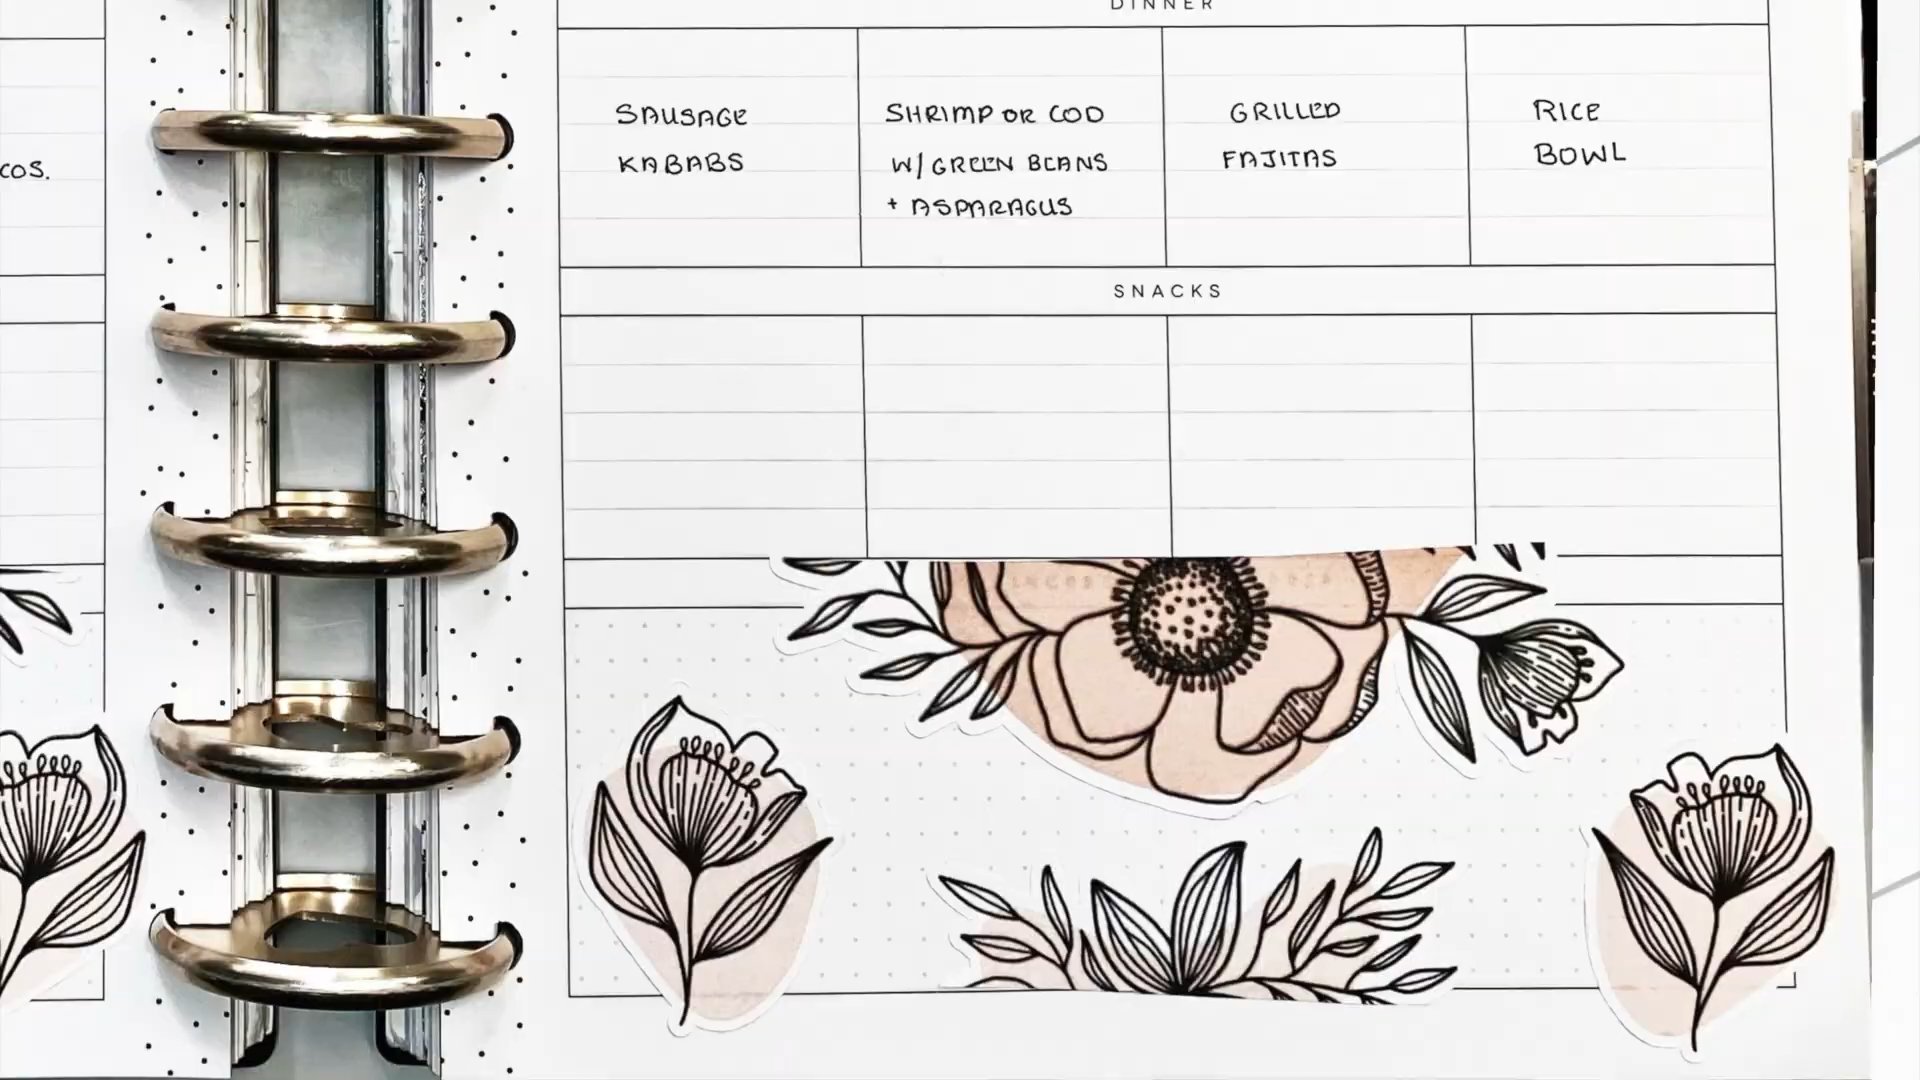 DINNER
COS.
SAUSAGE
KABABS
SHRIMP OR COD
W/ GREEN BEANS
+ ASPARAGUS
GRILLED
FAJITAS
RICE
BOWL
SNACKS